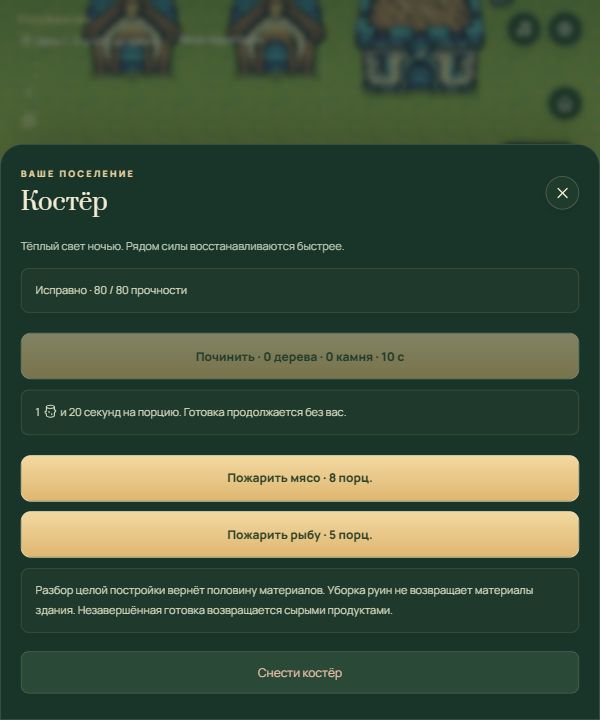 ВАШЕ ПОСЕЛЕНИЕ
Костёр
Тёплый свет ночью. Рядом силы восстанавливаются быстрее.
Исправно · 80 / 80 прочности
Починить · 0 дерева · 0 камня · 10 с
1 и 20 секунд на порцию. Готовка продолжается без вас.
Пожарить мясо · 8 порц.
Пожарить рыбу · 5 порц.
Разбор целой постройки вернёт половину материалов. Уборка руин не возвращает материалы
здания. Незавершённая готовка возвращается сырыми продуктами.
Снести костёр